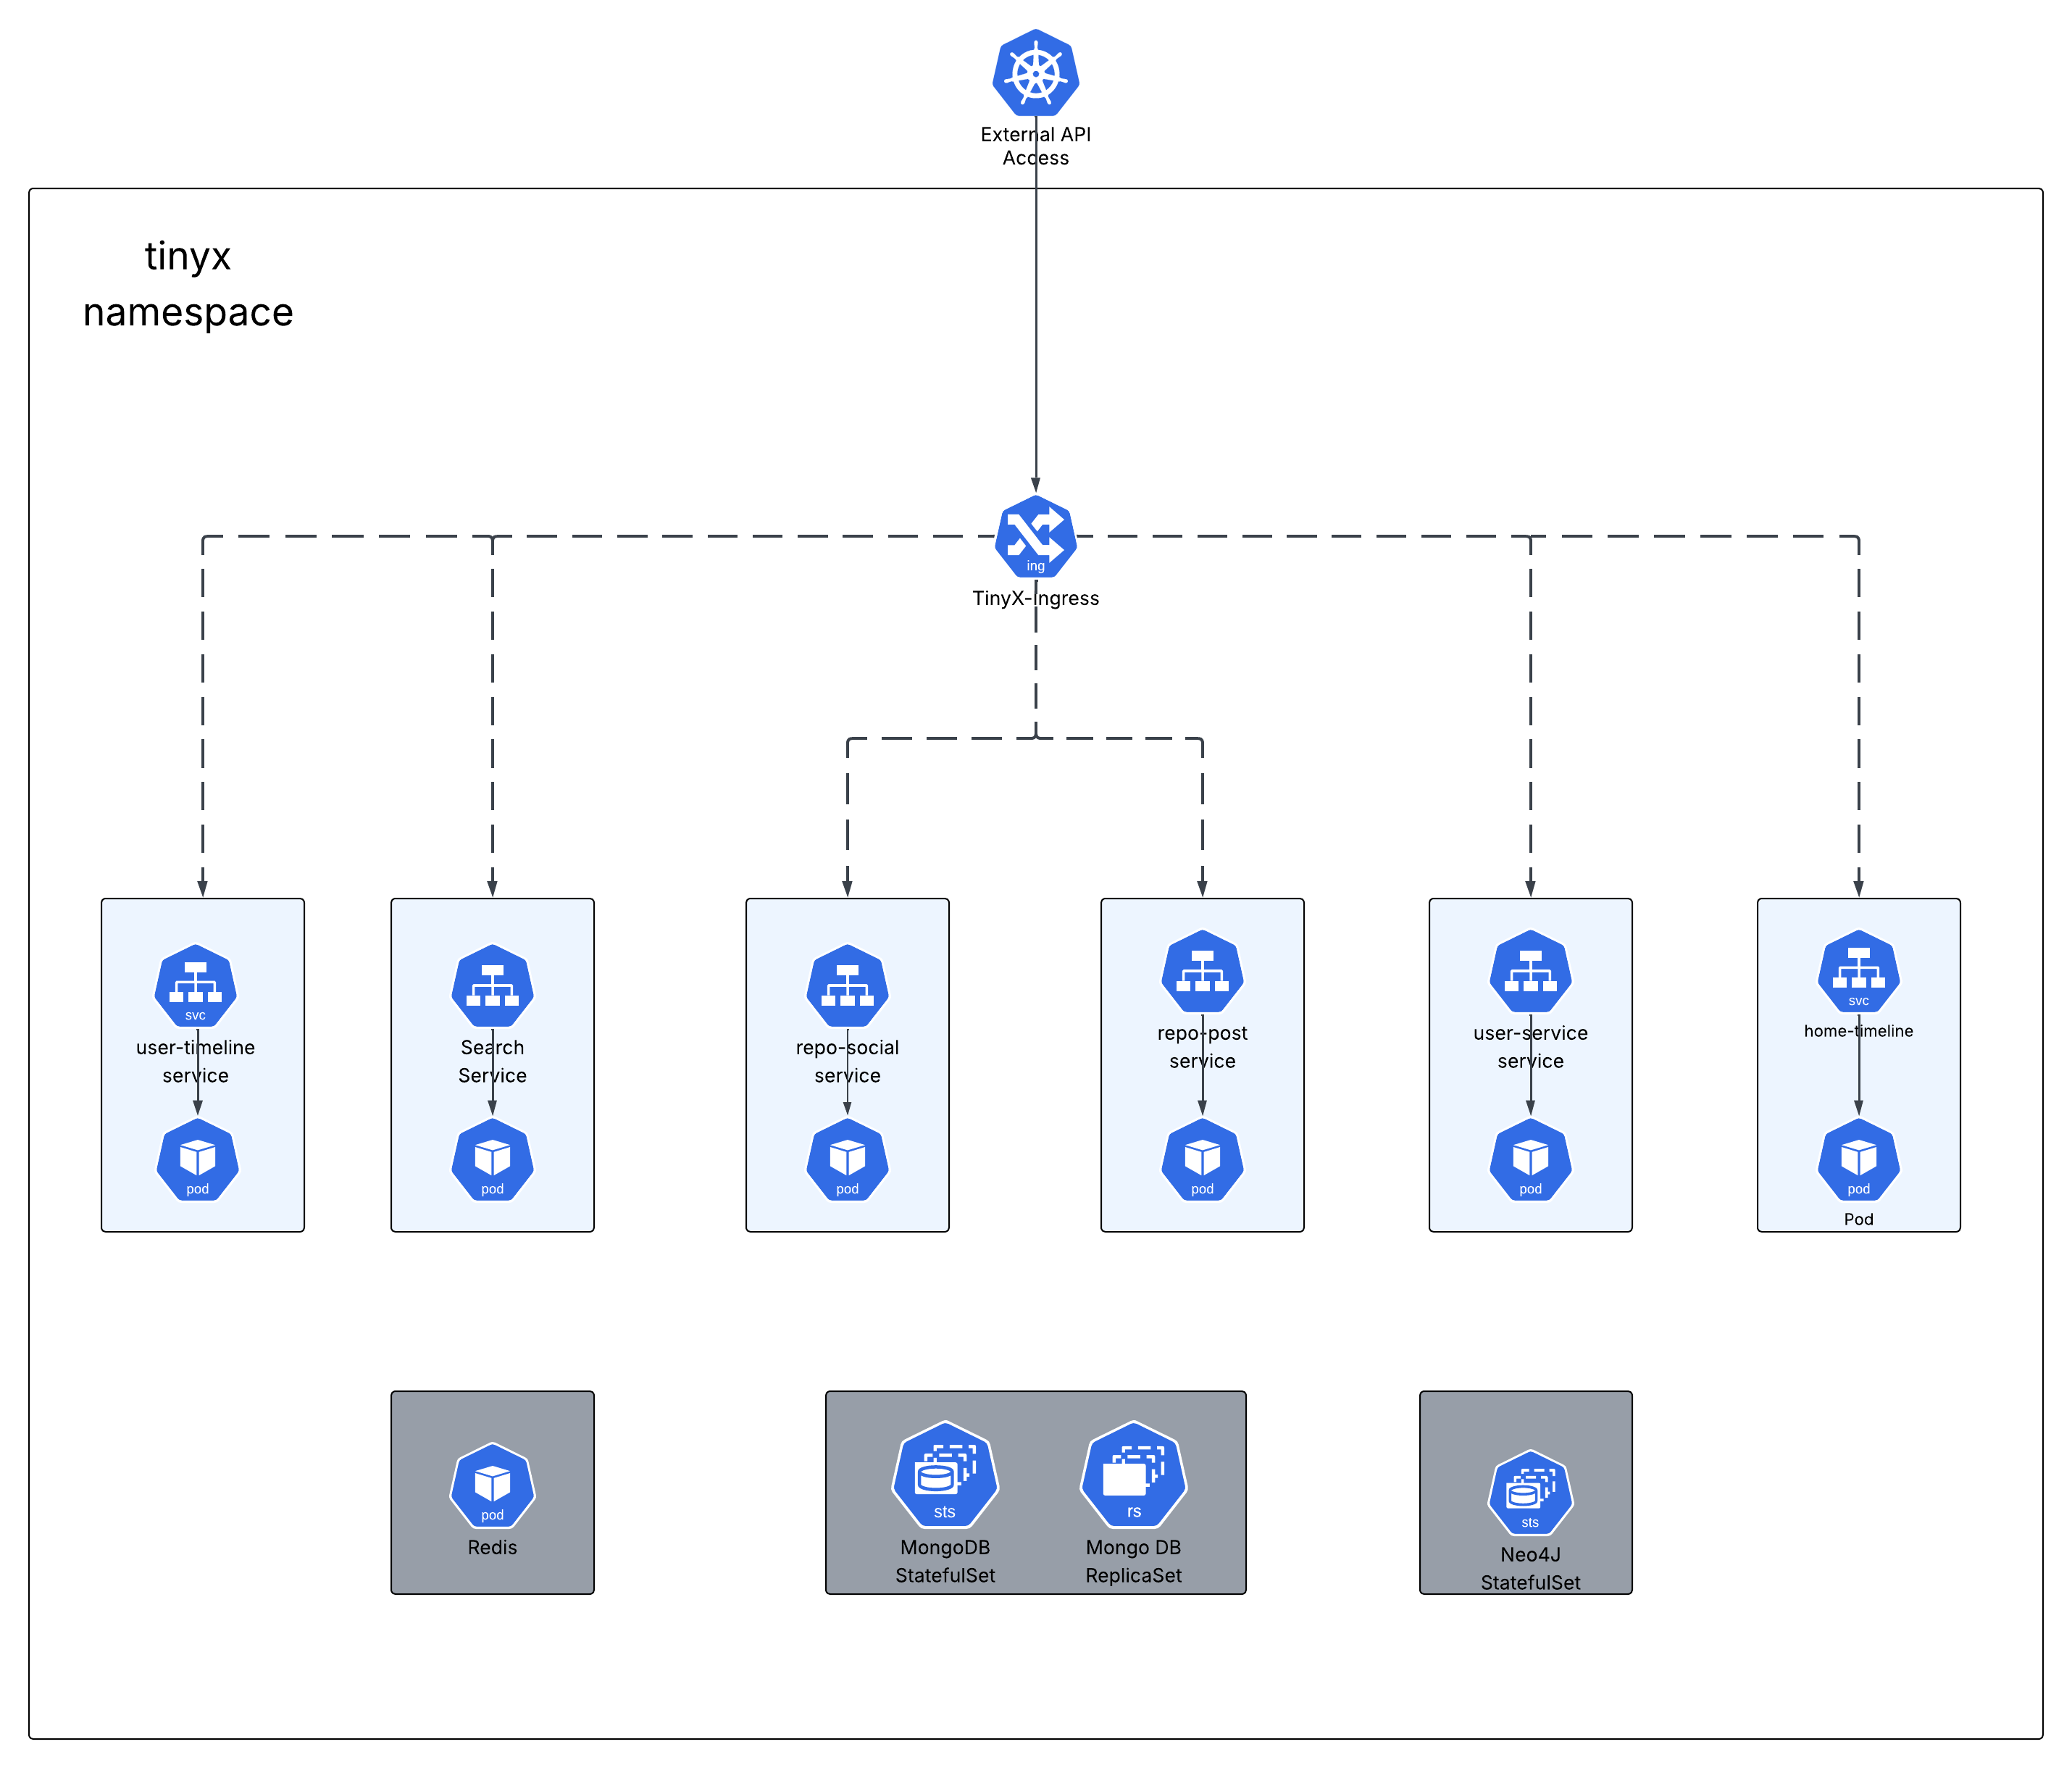 External API
Access
tinyx
namespace
ing
TinyX-Ingress
svc
user-timeline
service
pod
Search
Service
pod
repo-social
service
pod
repo-post
service
pod
user-service
service
pod
svc
home-timeline
pod
Pod
pod
Redis
sts
MongoDB
StatefulSet
rs
Mongo DB
ReplicaSet
sts
Neo4J
StatefulSet